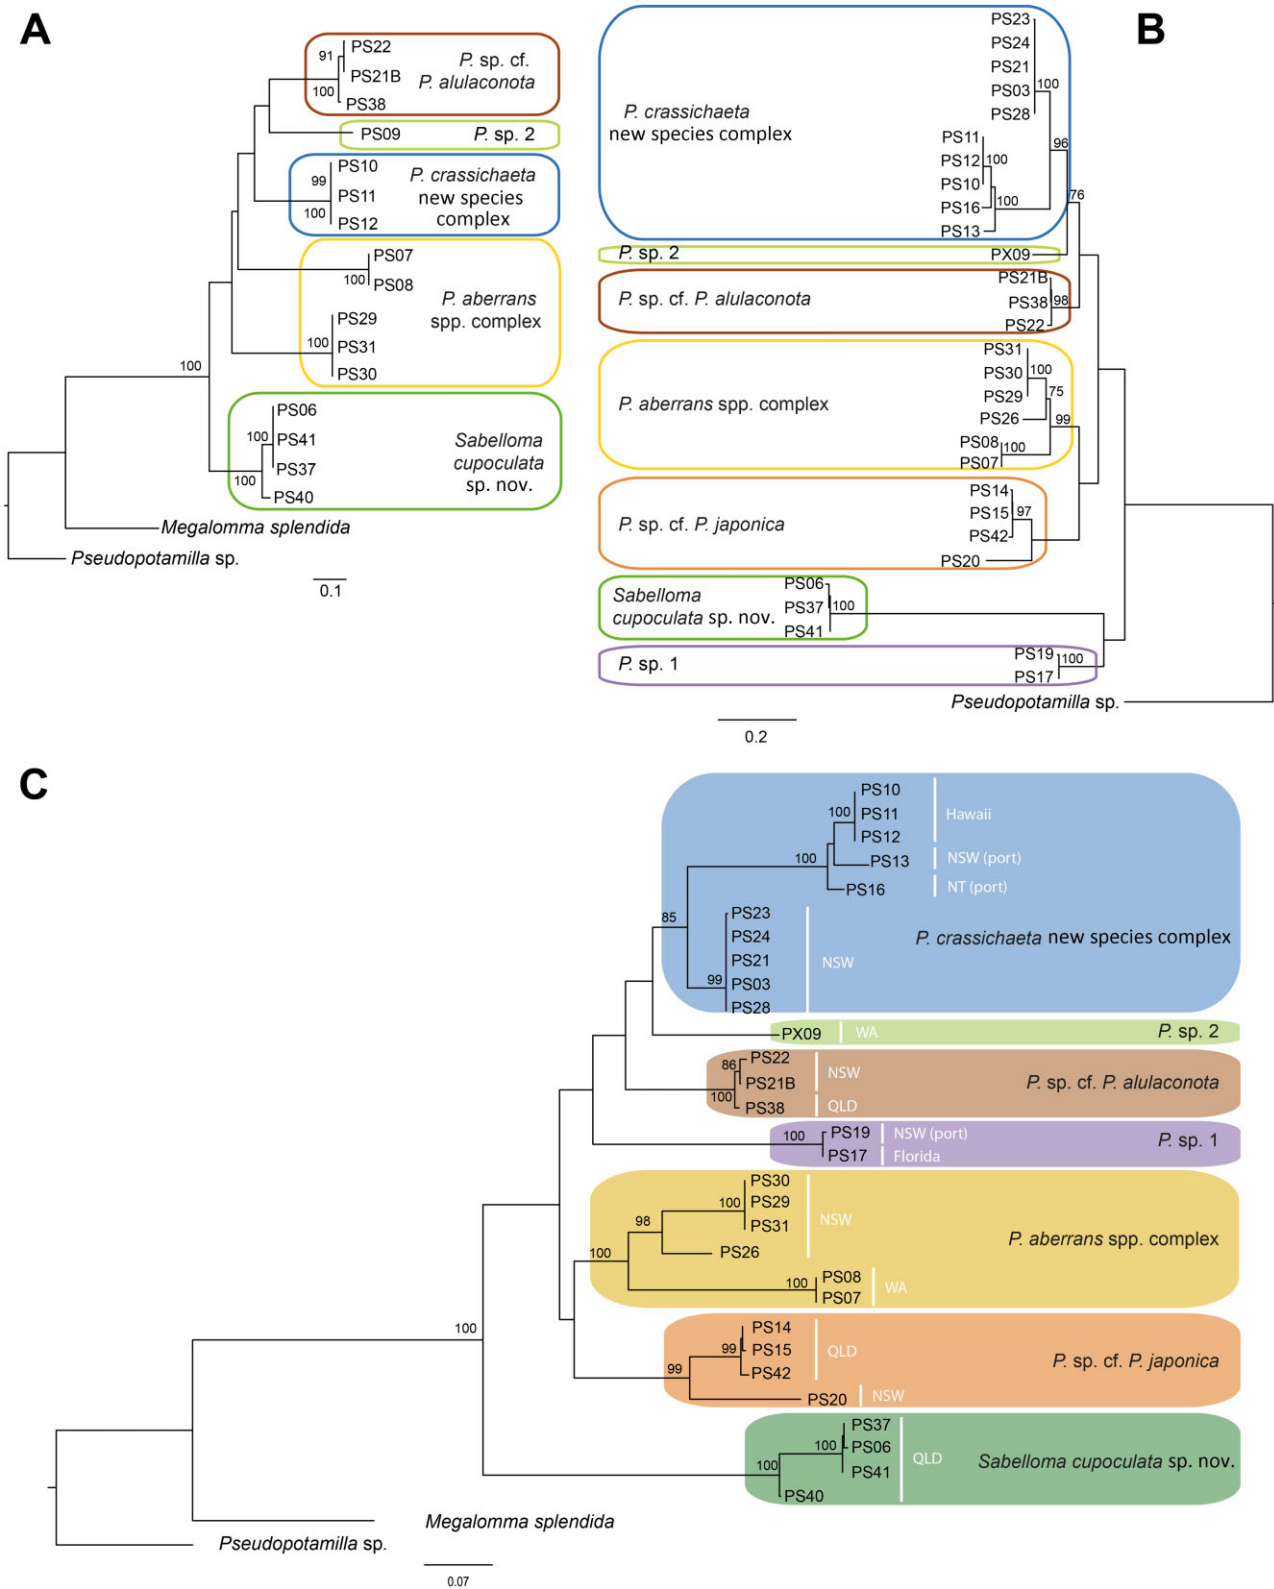 A
PS22
91
PS21B
100
PS38
P. sp. cf.
P. alulaconota
PS09
P. sp. 2
PS10
99
PS11
100
PS12
P. crassichaeta
new species
complex
PS07
100
PS08
P. aberrans
spp. complex
PS29
100
PS31
PS30
100
PS06
100
PS41
PS37
100
PS40
Sabelloma
cupoculata
sp. nov.
Megalomma splendida
Pseudopotamilla sp.
0.1
B
PS23
PS24
PS21
PS03
100
PS28
P. crassichaeta
new species complex
PS11
PS12
100
PS10
PS16
100
PS13
96
76
P. sp. 2
PX09
PS21B
P. sp. cf. P. alulaconota
PS38
98
PS22
PS31
PS30
100
PS29
75
P. aberrans spp. complex
PS26
99
PS08
100
PS07
PS14
P. sp. cf. P. japonica
PS15
97
PS42
PS20
PS06
Sabelloma
cupoculata sp. nov.
PS37
100
PS41
PS19
P. sp. 1
100
PS17
Pseudopotamilla sp.
0.2
C
PS10
100
PS11
Hawaii
PS12
100
PS13
NSW (port)
PS16
NT (port)
85
PS23
PS24
P. crassichaeta new species complex
PS21
NSW
99
PS03
PS28
PX09
WA
P. sp. 2
PS22
86
NSW
PS21B
P. sp. cf. P. alulaconota
100
PS38
QLD
100
PS19
NSW (port)
P. sp. 1
PS17
Florida
PS30
100
PS29
98
PS31
NSW
P. aberrans spp. complex
100
PS26
100
PS08
WA
PS07
PS14
99
PS15
QLD
P. sp. cf. P. japonica
99
PS42
PS20
NSW
100
PS37
100
PS06
QLD
Sabelloma cupoculata sp. nov.
PS41
100
PS40
Megalomma splendida
Pseudopotamilla sp.
0.07